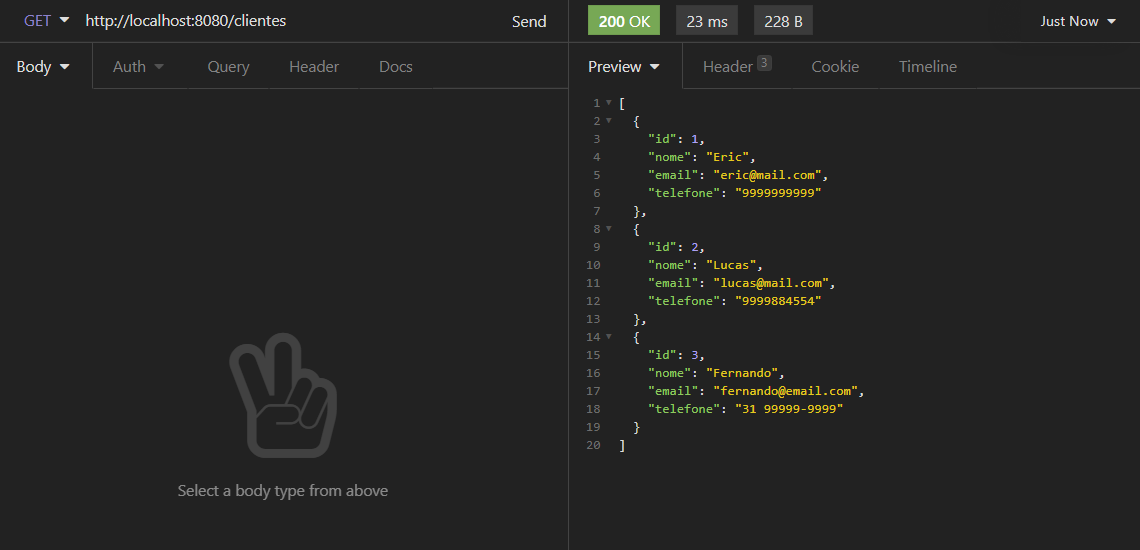 GET http://localhost:8080/clientes Send
200 OK 23 ms 228 B Just Now
Body Auth Query Header Docs
Preview Header 3 Cookie Timeline
1 [
2 {
3 "id": 1,
4 "nome": "Eric",
5 "email": "eric@mail.com",
6 "telefone": "9999999999"
7 },
8 {
9 "id": 2,
10 "nome": "Lucas",
11 "email": "lucas@mail.com",
12 "telefone": "9999884554"
13 },
14 {
15 "id": 3,
16 "nome": "Fernando",
17 "email": "fernando@email.com",
18 "telefone": "31 99999-9999"
19 }
20 ]
Select a body type from above